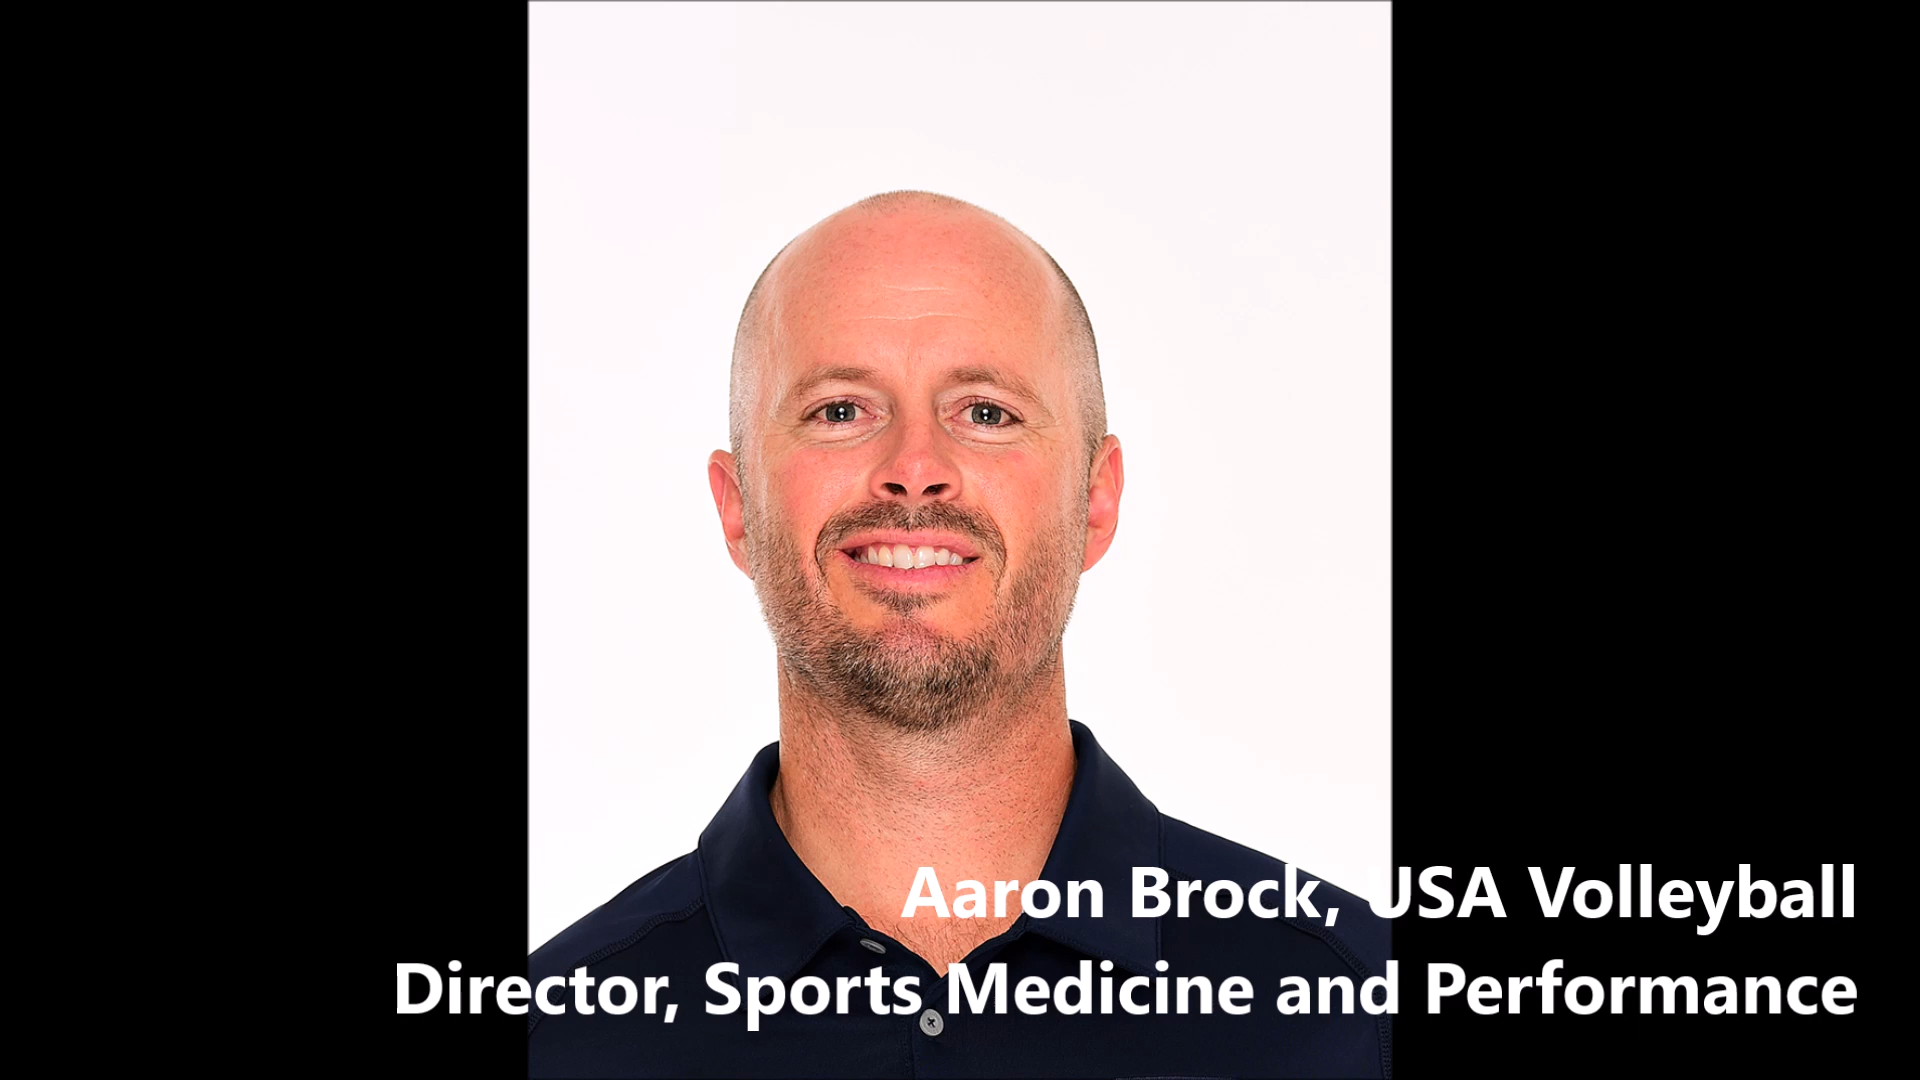 Aaron Brock, USA Volleyball
Director, Sports Medicine and Performance